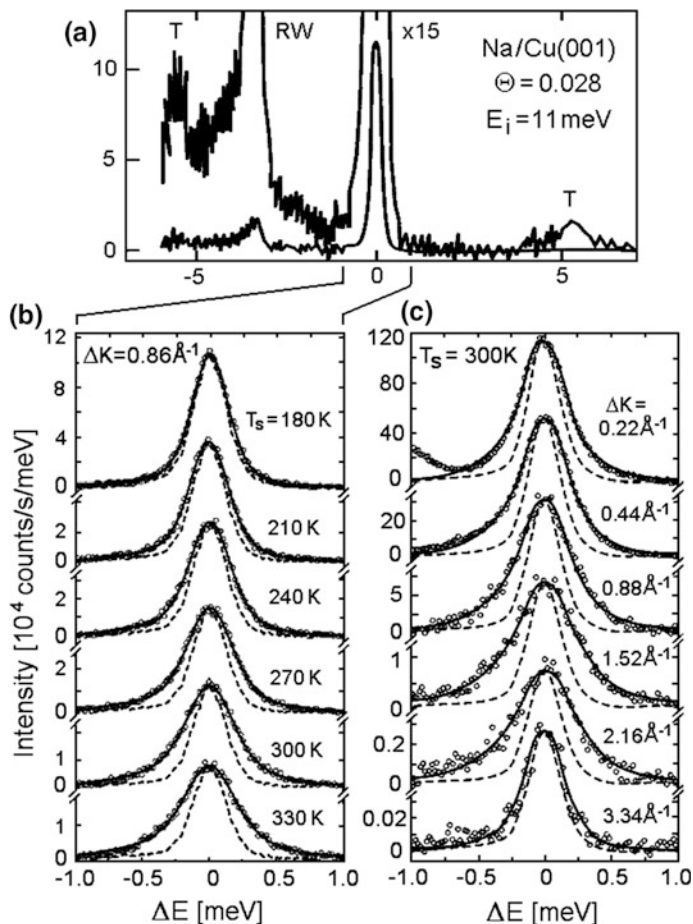 (a)
T
RW
x15
Na/Cu(001)
Θ = 0.028
E_i = 11 meV
T
10
5
0
-5
0
5
(b)
ΔK=0.86Å⁻¹
T_s = 180 K
210 K
240 K
270 K
300 K
330 K
12
8
4
0
2
0
2
0
2
0
1
0
1
0
-1.0
-0.5
0
0.5
1.0
ΔE [meV]
Intensity [10⁴ counts/s/meV]
(c)
T_s = 300K
ΔK=
0.22Å⁻¹
0.44Å⁻¹
0.88Å⁻¹
1.52Å⁻¹
2.16Å⁻¹
3.34Å⁻¹
120
80
40
0
20
0
5
0
1
0
0.2
0
0.02
0
-1.0
-0.5
0
0.5
1.0
ΔE [meV]